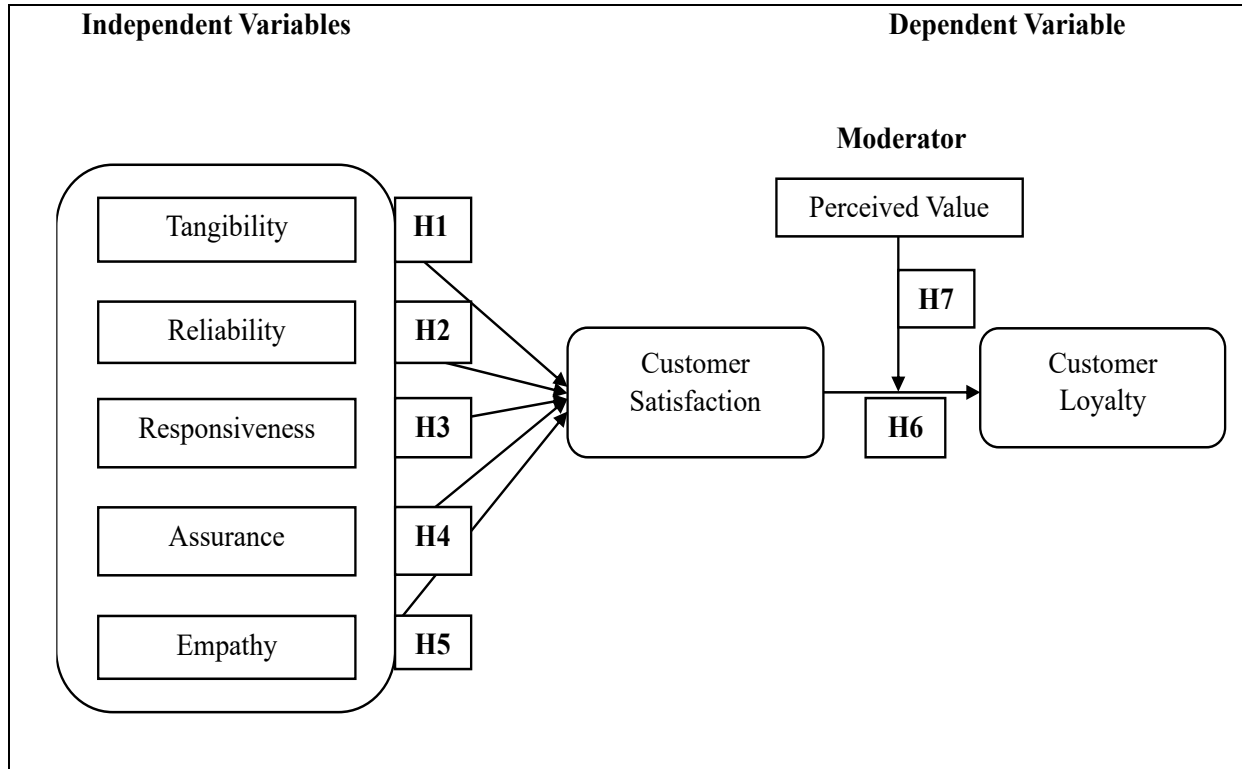 Independent Variables
Dependent Variable
Moderator
Perceived Value
Tangibility
H1
H7
Reliability
H2
Customer
Satisfaction
Customer
Loyalty
Responsiveness
H3
H6
Assurance
H4
Empathy
H5